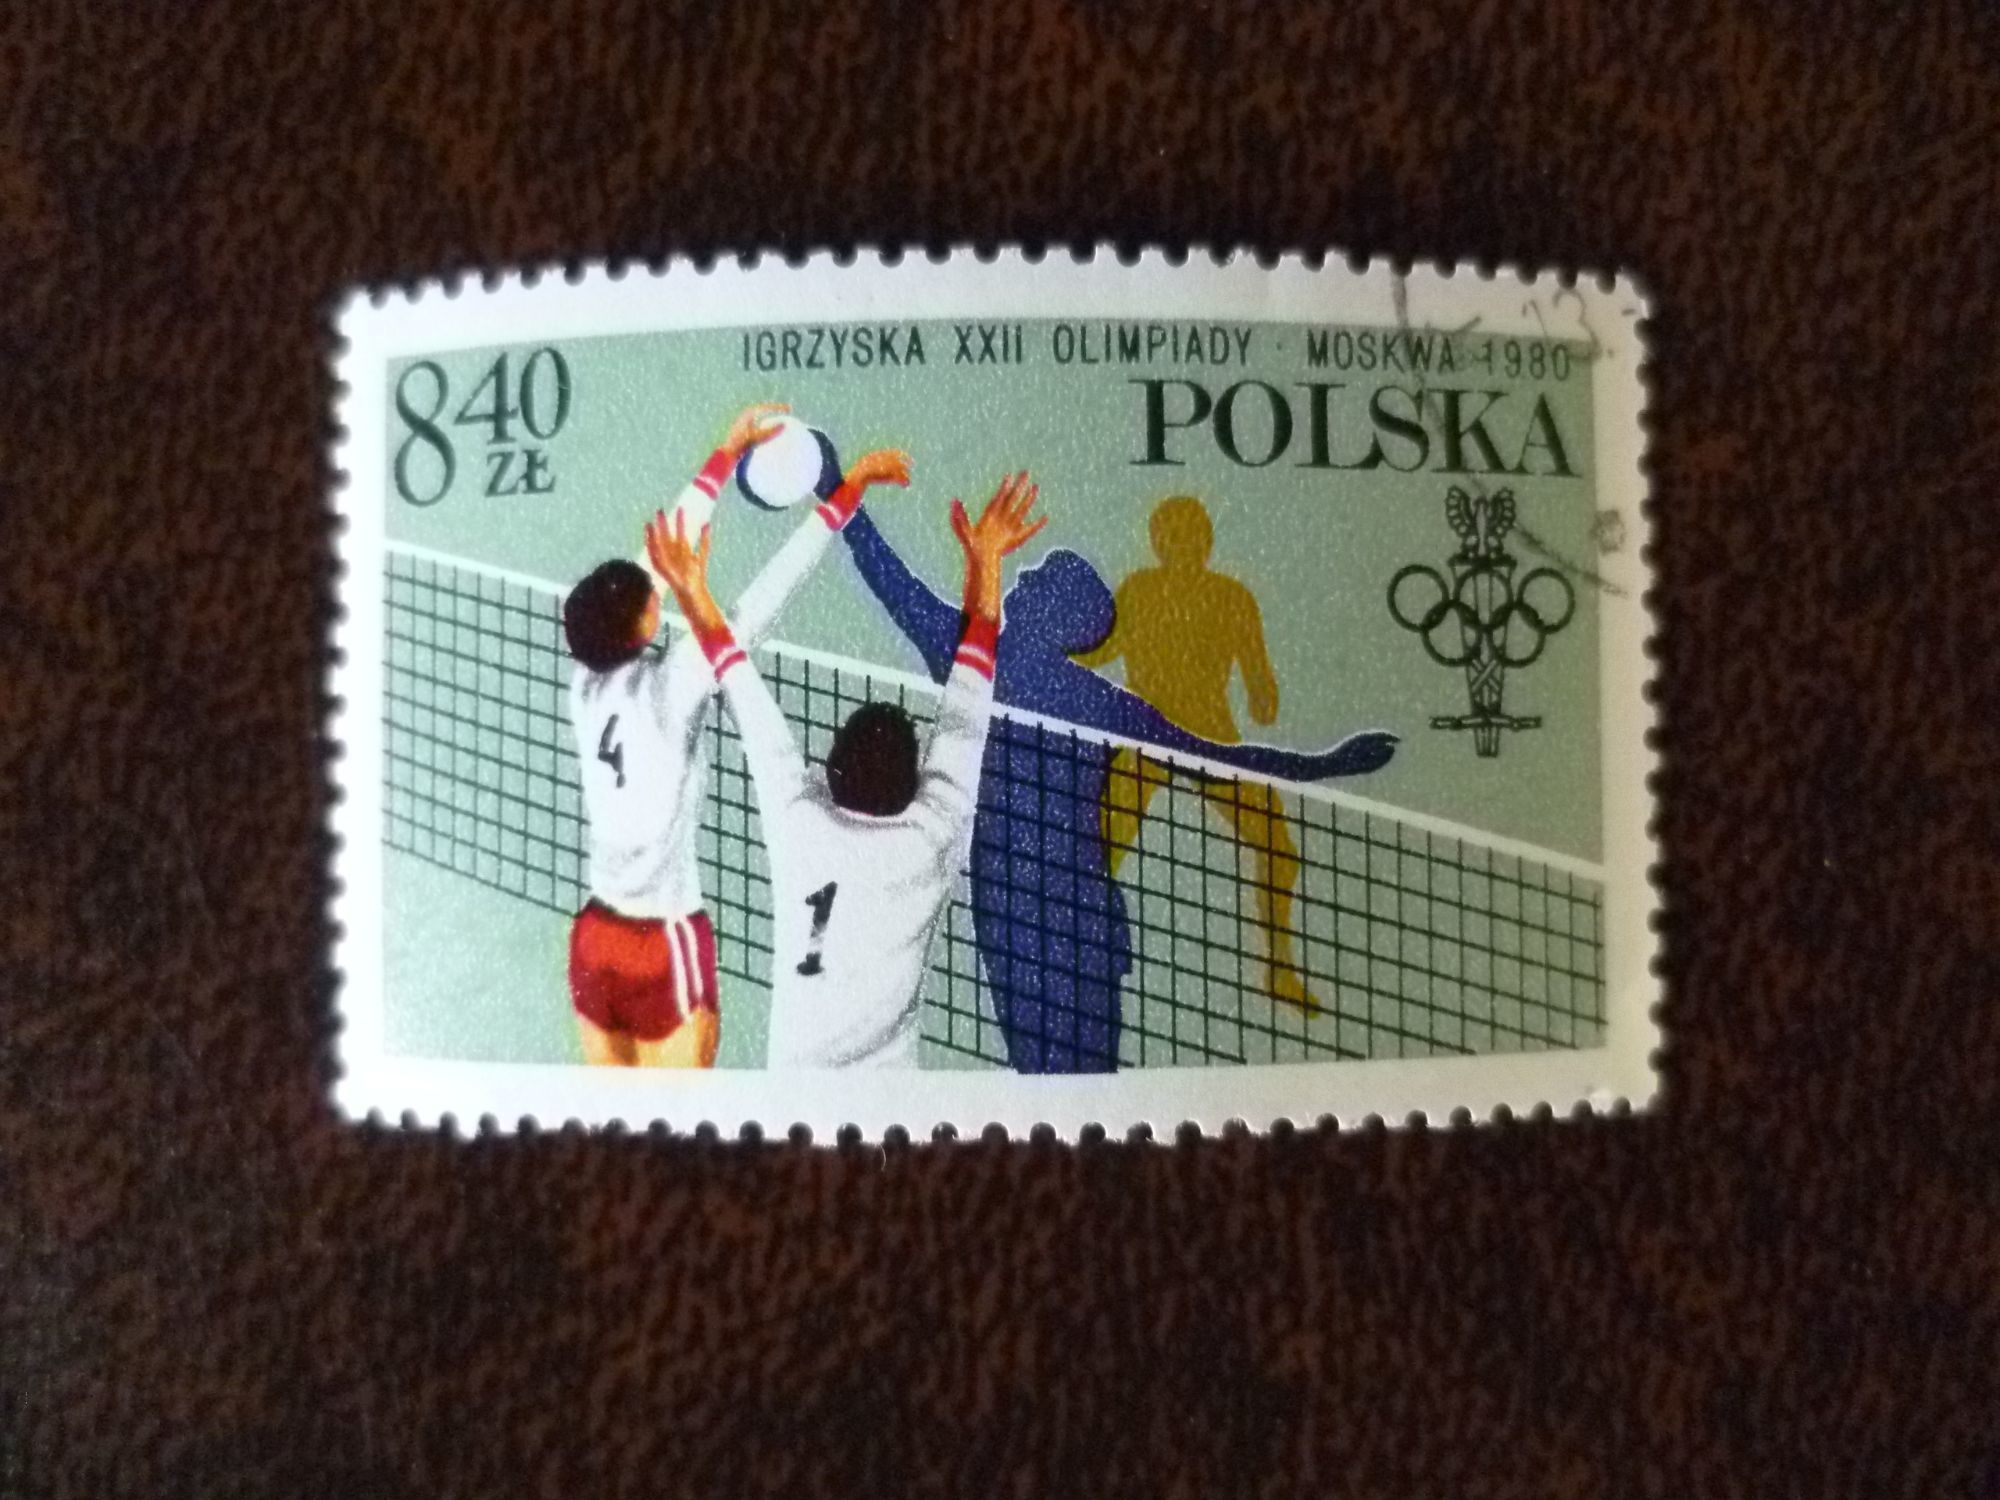 IGRZYSKA XXII OLIMPIADY · MOSKWA 1980
8 40 ZŁ
POLSKA
4
1